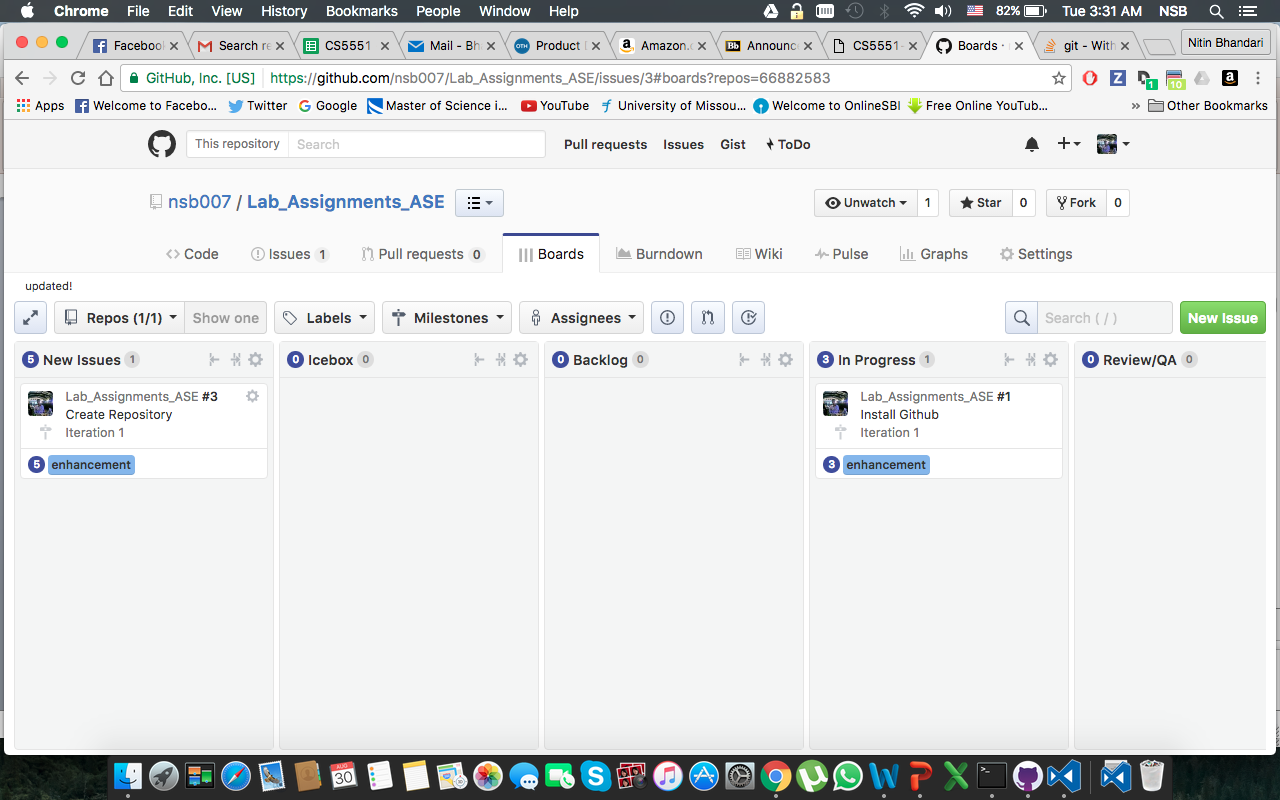 Chrome File Edit View History Bookmarks People Window Help 82% Tue 3:31 AM NSB
Facebook Search re CS5551 Mail - Bh Product Amazon. Bb Announc CS5551- Boards · git - With Nitin Bhandari
GitHub, Inc. [US] https://github.com/nsb007/Lab_Assignments_ASE/issues/3#boards?repos=66882583 1 10
Apps Welcome to Facebo... Twitter Google Master of Science i... YouTube University of Missou... Welcome to OnlineSBI Free Online YouTub... » Other Bookmarks
This repository Search Pull requests Issues Gist ToDo
nsb007 / Lab_Assignments_ASE Unwatch 1 Star 0 Fork 0
Code Issues 1 Pull requests 0 Boards Burndown Wiki Pulse Graphs Settings
updated!
Repos (1/1) Show one Labels Milestones Assignees Search ( / ) New Issue
5 New Issues 1 0 Icebox 0 0 Backlog 0 3 In Progress 1 0 Review/QA 0
Lab_Assignments_ASE #3
Create Repository
Iteration 1
5 enhancement
Lab_Assignments_ASE #1
Install Github
Iteration 1
3 enhancement
AUG
30